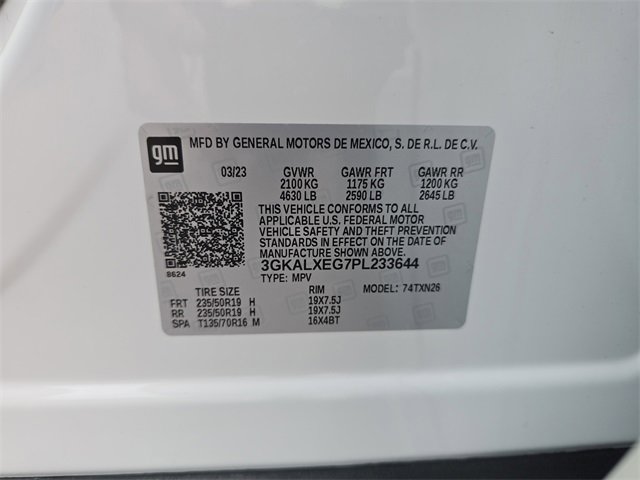 gm
MFD BY GENERAL MOTORS DE MEXICO, S. DE R.L. DE C.V.
03/23 GVWR GAWR FRT GAWR RR
2100 KG 1175 KG 1200 KG
4630 LB 2590 LB 2645 LB
THIS VEHICLE CONFORMS TO ALL
APPLICABLE U.S. FEDERAL MOTOR
VEHICLE SAFETY AND THEFT PREVENTION
STANDARDS IN EFFECT ON THE DATE OF
MANUFACTURE SHOWN ABOVE.
3GKALXEG7PL233644
8624
TYPE: MPV
TIRE SIZE RIM MODEL: 74TXN26
FRT 235/50R19 H 19X7.5J
RR 235/50R19 H 19X7.5J
SPA T135/70R16 M 16X4BT